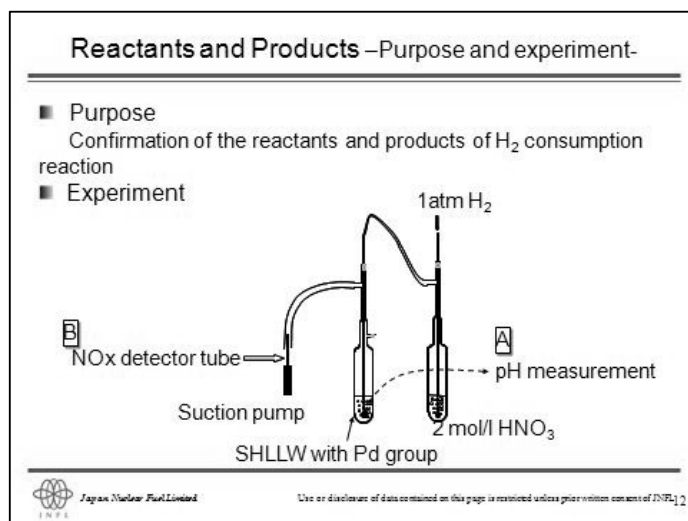 Reactants and Products –Purpose and experiment-
Purpose
Confirmation of the reactants and products of H₂ consumption
reaction
Experiment
1atm H₂
B
NOx detector tube
A
pH measurement
Suction pump
2 mol/l HNO₃
SHLLW with Pd group
JNFL
Japan Nuclear Fuel Limited
Use or disclosure of data contained on this page is restricted unless prior written consent of JNFL
12